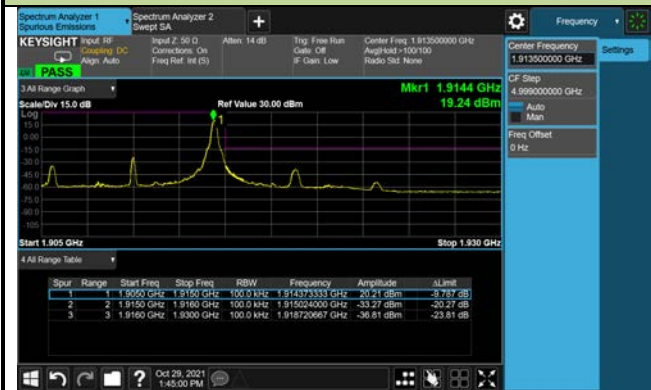 Spectrum Analyzer 1
Spurious Emissions
Spectrum Analyzer 2
Swept SA
+
Frequency
KEYSIGHT Input: RF
Coupling: DC
Align: Auto
Input Z: 50 Ω
Corrections: On
Freq Ref: Int (S)
Atten: 14 dB
Trig: Free Run
Gate: Off
IF Gain: Low
Center Freq: 1.913500000 GHz
Avg|Hold:>100/100
Radio Std: None
PASS
Center Frequency
1.913500000 GHz
Settings
CF Step
4.999000000 GHz
Auto
Man
Freq Offset
0 Hz
3 All Range Graph
Mkr1 1.9144 GHz
Scale/Div 15.0 dB
Ref Value 30.00 dBm
19.24 dBm
Log
15.0
0.00
-15.0
-30.0
-45.0
-60.0
-75.0
-90.0
-105
1
Start 1.905 GHz
Stop 1.930 GHz
4 All Range Table
Spur Range Start Freq Stop Freq RBW Frequency Amplitude ΔLimit
1 1 1.9050 GHz 1.9150 GHz 100.0 kHz 1.914373333 GHz 20.21 dBm -9.787 dB
2 2 1.9150 GHz 1.9160 GHz 100.0 kHz 1.915024000 GHz -33.27 dBm -20.27 dB
3 3 1.9160 GHz 1.9300 GHz 100.0 kHz 1.918720667 GHz -36.81 dBm -23.81 dB
?
Oct 29, 2021
1:45:00 PM